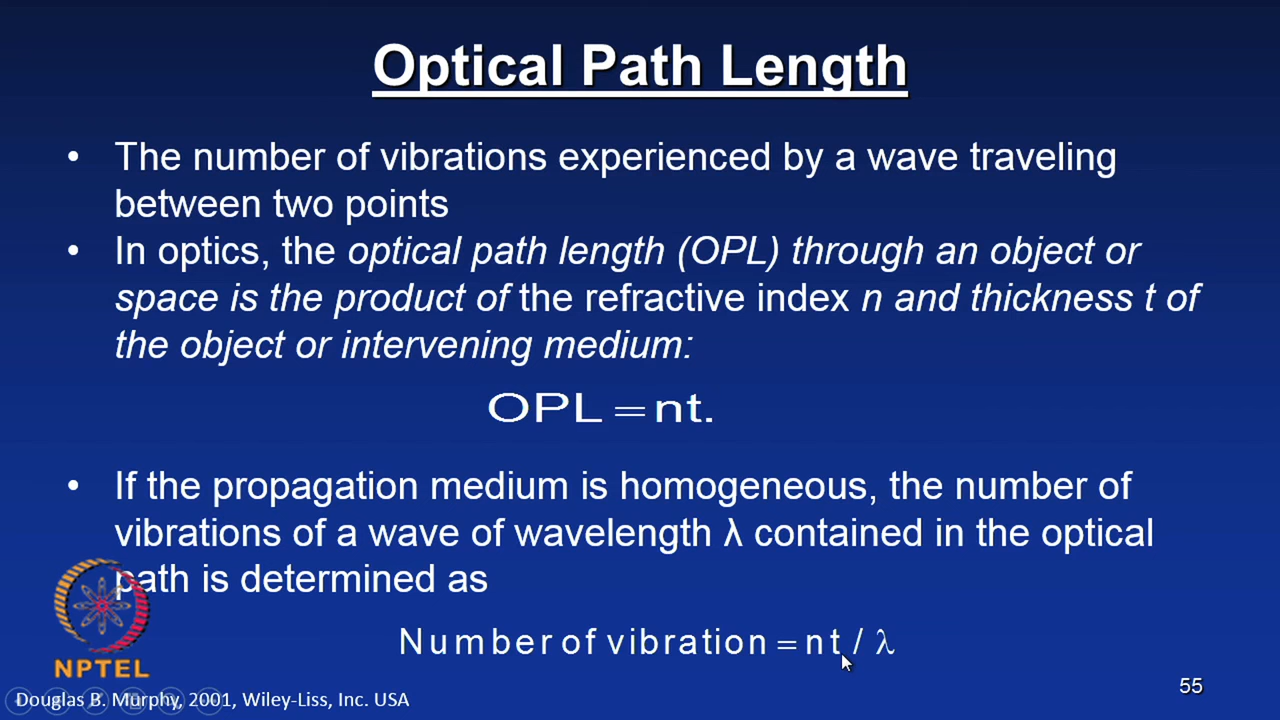 Optical Path Length
• The number of vibrations experienced by a wave traveling
between two points
• In optics, the optical path length (OPL) through an object or
space is the product of the refractive index n and thickness t of
the object or intervening medium:
OPL = nt.
• If the propagation medium is homogeneous, the number of
vibrations of a wave of wavelength λ contained in the optical
path is determined as
Number of vibration = nt / λ
NPTEL
Douglas B. Murphy, 2001, Wiley-Liss, Inc. USA
55